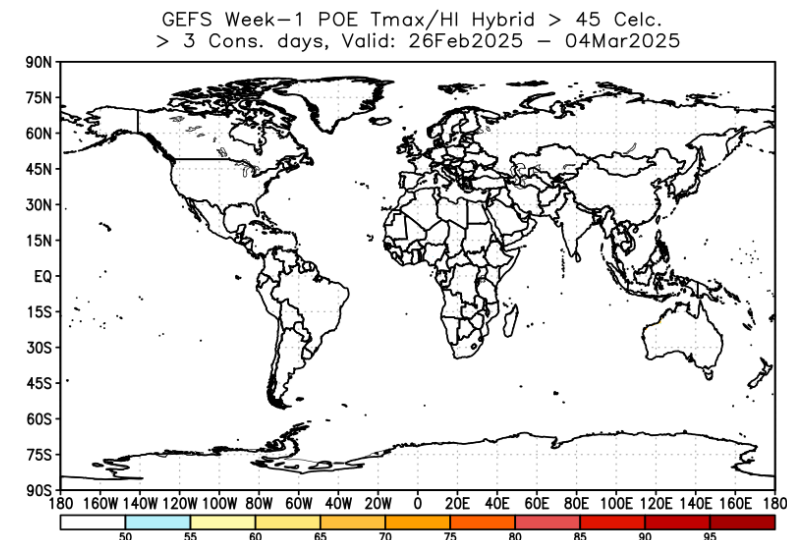 GEFS Week-1 POE Tmax/HI Hybrid > 45 Celc.
> 3 Cons. days, Valid: 26Feb2025 - 04Mar2025
90N
75N
60N
45N
30N
15N
EQ
15S
30S
45S
60S
75S
90S
180 160W 140W 120W 100W 80W 60W 40W 20W 0 20E 40E 60E 80E 100E 120E 140E 160E 180
50 55 60 65 70 75 80 85 90 95